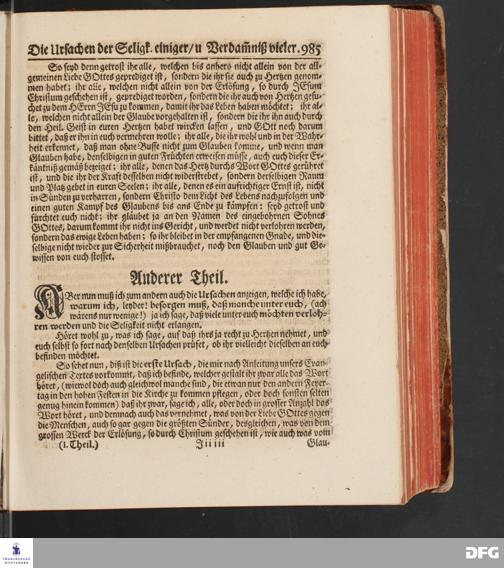 Die Ursachen der Seligk. einiger/ u Verdam̃niß vieler. 985
So seyd denn getrost ihr alle, welchen bis anhero nicht allein von der all-
gemeinen Liebe GOttes geprediget ist, sondern die ihr sie auch zu Hertzen genom-
men habet; ihr alle, welchen nicht allein von der Erlösung, so durch JEsum
Christum geschehen ist, geprediget worden, sondern die ihr auch von Hertzen gesu-
chet zu dem HErrn JEsu zu kommen, damit ihr das Leben haben möchtet; ihr al-
le, welchen nicht allein der Glaube vorgehalten ist, sondern die ihr ihn auch durch
den Heil. Geist in euren Hertzen habet wircken lassen, und GOtt noch darum
bittet, daß er ihn in euch vermehren wolle; ihr alle, die ihr wohl und in der Wahr-
heit erkennet, daß man ohne Busse nicht zum Glauben komme, und wenn man
Glauben habe, denselbigen in guten Früchten erweisen müsse, auch euch dieser Er-
käntniß gemäß bezeiget; ihr alle, denen das Hertz durchs Wort GOttes gerühret
ist, und die ihr der Kraft desselben nicht widerstrebet, sondern derselbigen Raum
und Platz gebet in euren Seelen; ihr alle, denen es ein aufrichtiger Ernst ist, nicht
in Sünden zu verharren, sondern Christo dem Licht des Lebens nachzufolgen und
einen guten Kampf des Glaubens bis ans Ende zu kämpfen: seyd getrost und
fürchtet euch nicht; ihr gläubet ja an den Namen des eingebohrnen Sohnes
GOttes, darum kommt ihr nicht ins Gericht, und werdet nicht verlohren werden,
sondern das ewige Leben haben; so ihr bleibet in der empfangenen Gnade, und die-
selbige nicht wieder zur Sicherheit mißbrauchet, noch den Glauben und gut Ge-
wissen von euch stosset.
Anderer Theil.
ABer nun muß ich zum andern auch die Ursachen anzeigen, welche ich habe,
warum ich, leyder! besorgen muß, daß manche unter euch, (ach
wärens nur wenige!) ja ich sage, daß viele unter euch möchten verloh-
ren werden und die Seligkeit nicht erlangen.
Höret wohl zu, was ich sage, auf daß ihrs ja recht zu Hertzen nehmet, und
euch selbst so fort nach denselben Ursachen prüfet, ob ihr vielleicht dieselben an euch
befinden möchtet.
So sehet nun, diß ist die erste Ursach, die mir nach Anleitung unsers Evan-
gelischen Textes vorkommt, daß ich befinde, welcher gestalt ihr zwar alle das Wort
höret, (wiewol doch auch gleichwol manche sind, die etwan nur den andern Feyer-
tag in den hohen Festen in die Kirche zu kommen pflegen, oder doch sonsten selten
genug hinein kommen) daß ihr zwar, sage ich, alle, oder doch in grosser Anzahl das
Wort höret, und demnach auch das vernehmet, was von der Liebe GOttes gegen
die Menschen, auch so gar gegen die größten Sünder, desgleichen, was von dem
grossen Werck der Erlösung, so durch Christum geschehen ist, wie auch was vom
(I. Theil.) Jii iii Glau-
FRANCKESCHE
STIFTUNGEN
DFG